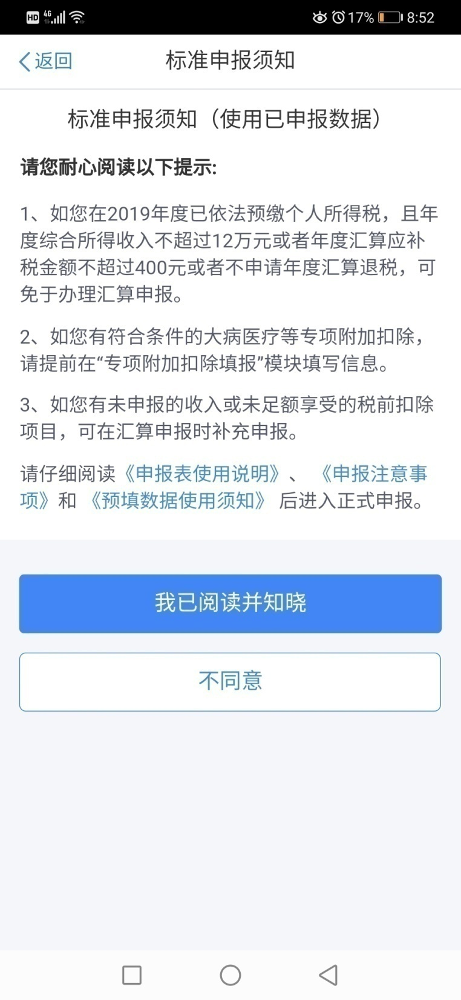 HD 4G 17% 8:52
返回 标准申报须知
标准申报须知（使用已申报数据）
请您耐心阅读以下提示:
1、如您在2019年度已依法预缴个人所得税，且年
度综合所得收入不超过12万元或者年度汇算应补
税金额不超过400元或者不申请年度汇算退税，可
免于办理汇算申报。
2、如您有符合条件的大病医疗等专项附加扣除，
请提前在“专项附加扣除填报”模块填写信息。
3、如您有未申报的收入或未足额享受的税前扣除
项目，可在汇算申报时补充申报。
请仔细阅读《申报表使用说明》、《申报注意事
项》和《预填数据使用须知》后进入正式申报。
我已阅读并知晓
不同意